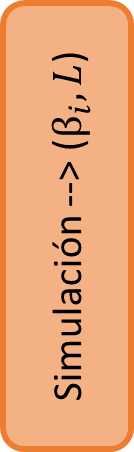 Simulación --> (βᵢ, L)